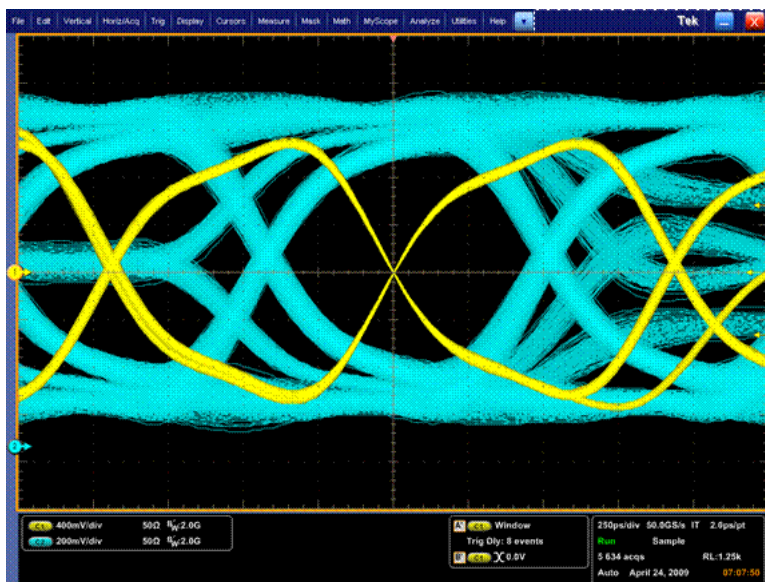 File Edit Vertical Horiz/Acq Trig Display Cursors Measure Mask Math MyScope Analyze Utilities Help Tek
1
2
C1 400mV/div 50Ω BW:2.0G
C2 200mV/div 50Ω BW:2.0G
A' C1 Window
Trig Dly: 8 events
B' C1 0.0V
250ps/div 50.0GS/s IT 2.0ps/pt
Run Sample
5 634 acqs RL:1.25k
Auto April 24, 2009 07:07:50